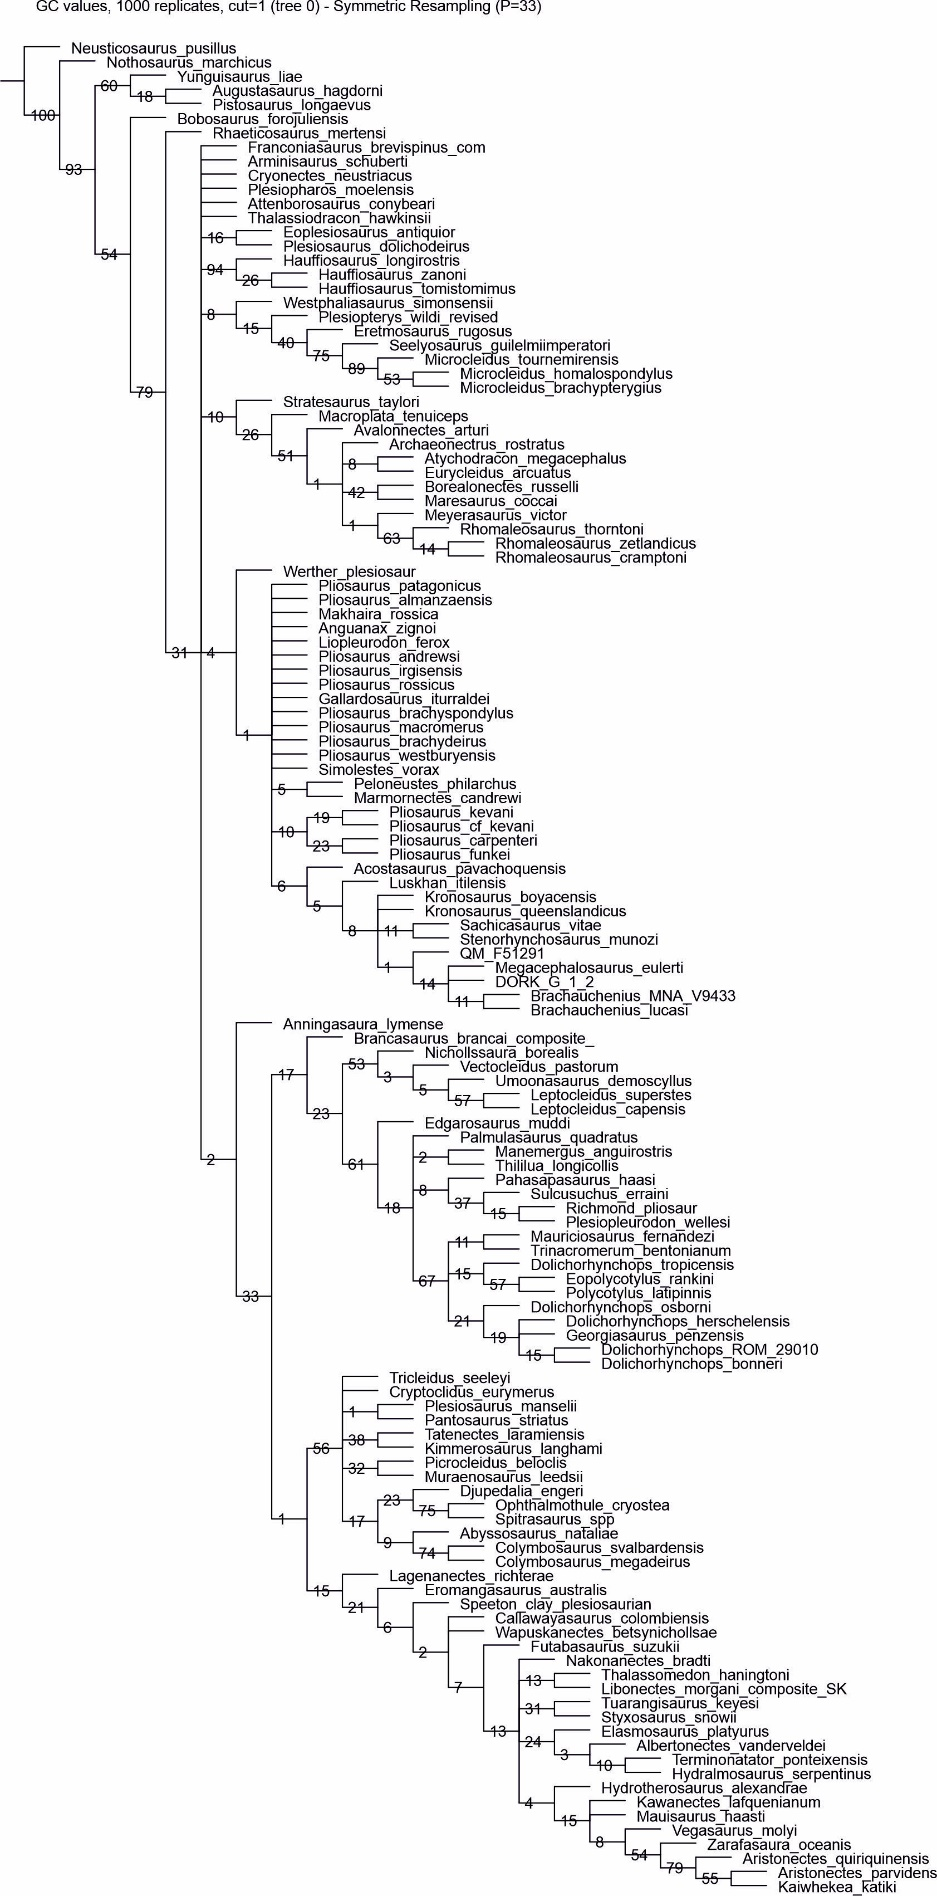 GC values, 1000 replicates, cut=1 (tree 0) - Symmetric Resampling (P=33)
Neusticosaurus_pusillus
Nothosaurus_marchicus
Yunguisaurus_liae
60
Augustasaurus_hagdorni
18
Pistosaurus_longaevus
100
Bobosaurus_forojuliensis
Rhaeticosaurus_mertensi
Franconiasaurus_brevispinus_com
Arminisaurus_schuberti
93
Cryonectes_neustriacus
Plesiopharos_moelensis
Attenborosaurus_conybeari
Thalassiodracon_hawkinsii
Eoplesiosaurus_antiquior
16
Plesiosaurus_dolichodeirus
54
Hauffiosaurus_longirostris
94
Hauffiosaurus_zanoni
26
Hauffiosaurus_tomistomimus
Westphaliasaurus_simonsensii
8
Plesiopterys_wildi_revised
15
Eretmosaurus_rugosus
40
Seelyosaurus_guilelmiimperatori
75
Microcleidus_tournemirensis
89
Microcleidus_homalospondylus
53
Microcleidus_brachypterygius
79
Stratesaurus_taylori
10
Macroplata_tenuiceps
26
Avalonnectes_arturi
Archaeonectrus_rostratus
51
Atychodracon_megacephalus
8
Eurycleidus_arcuatus
1
Borealonectes_russelli
42
Maresaurus_coccai
Meyerasaurus_victor
1
Rhomaleosaurus_thorntoni
63
Rhomaleosaurus_zetlandicus
14
Rhomaleosaurus_cramptoni
Werther_plesiosaur
Pliosaurus_patagonicus
Pliosaurus_almanzaensis
Makhaira_rossica
Anguanax_zignoi
Liopleurodon_ferox
31 4
Pliosaurus_andrewsi
Pliosaurus_irgisensis
Pliosaurus_rossicus
Gallardosaurus_iturraldei
Pliosaurus_brachyspondylus
Pliosaurus_macromerus
1
Pliosaurus_brachydeirus
Pliosaurus_westburyensis
Simolestes_vorax
Peloneustes_philarchus
5
Marmornectes_candrewi
Pliosaurus_kevani
19
Pliosaurus_cf_kevani
10
Pliosaurus_carpenteri
23
Pliosaurus_funkei
Acostasaurus_pavachoquensis
6
Luskhan_itilensis
Kronosaurus_boyacensis
5
Kronosaurus_queenslandicus
Sachicasaurus_vitae
8 11
Stenorhynchosaurus_munozi
QM_F51291
1
Megacephalosaurus_eulerti
14
DORK_G_1_2
Brachauchenius_MNA_V9433
11
Brachauchenius_lucasi
Anningasaura_lymense
Brancasaurus_brancai_composite_
Nichollssaura_borealis
53
Vectocleidus_pastorum
17 3
Umoonasaurus_demoscyllus
5
Leptocleidus_superstes
57
Leptocleidus_capensis
23
Edgarosaurus_muddi
Palmulasaurus_quadratus
Manemergus_anguirostris
2
2
Thililua_longicollis
61
Pahasapasaurus_haasi
8
Sulcusuchus_erraini
37
Richmond_pliosaur
18 15
Plesiopleurodon_wellesi
Mauriciosaurus_fernandezi
11
Trinacromerum_bentonianum
Dolichorhynchops_tropicensis
15
Eopolycotylus_rankini
67 57
Polycotylus_latipinnis
33
Dolichorhynchops_osborni
21
Dolichorhynchops_herschelensis
Georgiasaurus_penzensis
19
Dolichorhynchops_ROM_29010
15
Dolichorhynchops_bonneri
Tricleidus_seeleyi
Cryptoclidus_eurymerus
Plesiosaurus_manselii
1
Pantosaurus_striatus
Tatenectes_laramiensis
38
56
Kimmerosaurus_langhami
Picrocleidus_beloclis
32
Muraenosaurus_leedsii
Djupedalia_engeri
23
Ophthalmothule_cryostea
75
Spitrasaurus_spp
1 17
Abyssosaurus_nataliae
9
Colymbosaurus_svalbardensis
74
Colymbosaurus_megadeirus
Lagenanectes_richterae
15
Eromangasaurus_australis
21
Speeton_clay_plesiosaurian
Callawayasaurus_colombiensis
6
Wapuskanectes_betsynichollsae
Futabasaurus_suzukii
2
Nakonanectes_bradti
Thalassomedon_haningtoni
13
7
Libonectes_morgani_composite_SK
Tuarangisaurus_keyesi
31
Styxosaurus_snowii
13
Elasmosaurus_platyurus
24
Albertonectes_vanderveldei
3
Terminonatator_ponteixensis
10
Hydralmosaurus_serpentinus
Hydrotherosaurus_alexandrae
4
Kawanectes_lafquenianum
15
Mauisaurus_haasti
Vegasaurus_molyi
8
Zarafasaura_oceanis
54
Aristonectes_quiriquinensis
79
Aristonectes_parvidens
55
Kaiwhekea_katiki